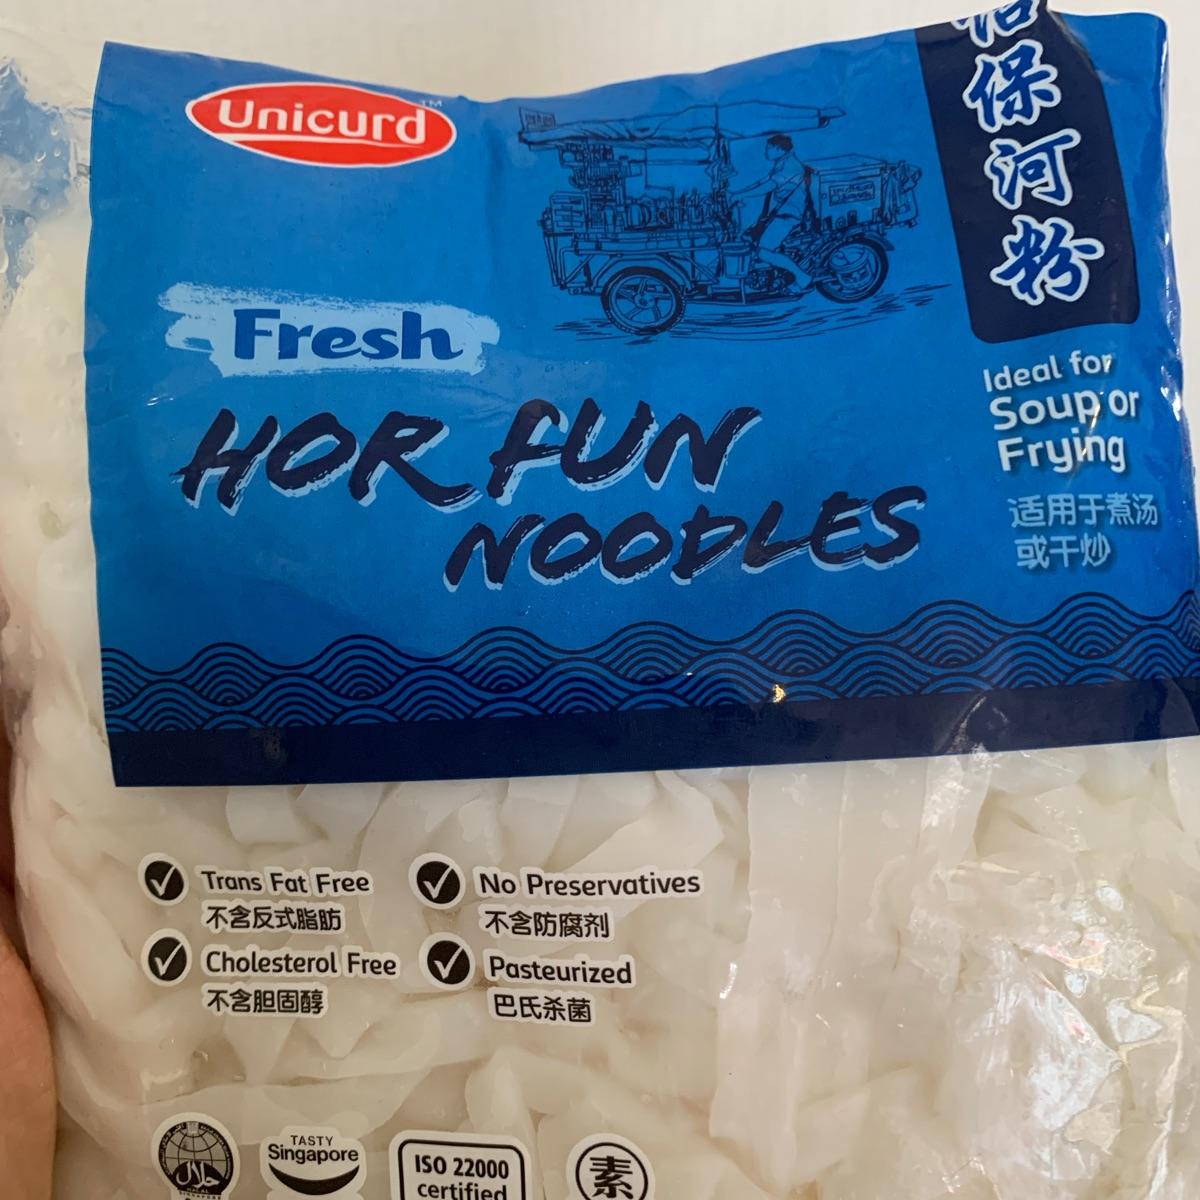 Unicurd™
怡保河粉
Fresh
HOR FUN
NOODLES
Ideal for
Soup or
Frying
适用于煮汤
或干炒
Trans Fat Free
不含反式脂肪
No Preservatives
不含防腐剂
Cholesterol Free
不含胆固醇
Pasteurized
巴氏杀菌
TASTY
Singapore
ISO 22000
certified
素